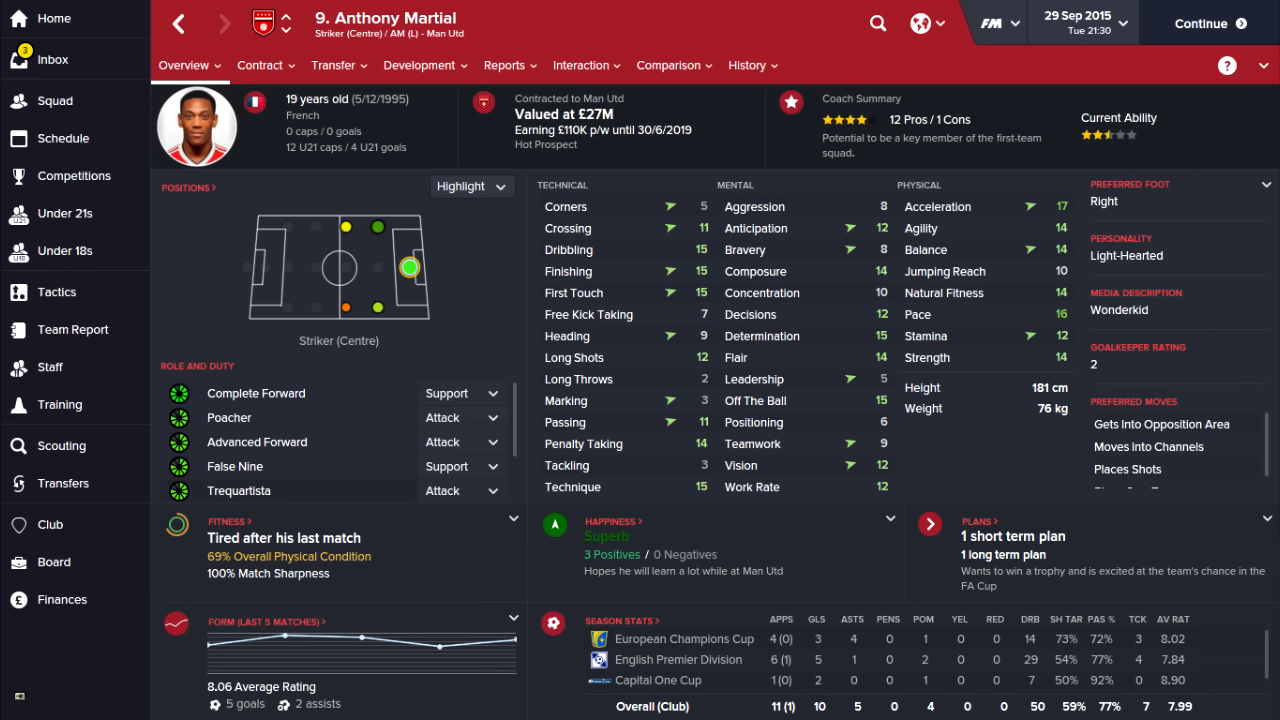 Home
3
Inbox
Squad
Schedule
Competitions
U21
Under 21s
U18
Under 18s
Tactics
Team Report
Staff
Training
Scouting
Transfers
Club
Board
Finances
9. Anthony Martial
Striker (Centre) / AM (L) - Man Utd
FM
29 Sep 2015
Tue 21:30
Continue
Overview Contract Transfer Development Reports Interaction Comparison History ?
19 years old (5/12/1995)
French
0 caps / 0 goals
12 U21 caps / 4 U21 goals
Contracted to Man Utd
Valued at £27M
Earning £110K p/w until 30/6/2019
Hot Prospect
Coach Summary
12 Pros / 1 Cons
Potential to be a key member of the first-team
squad.
Current Ability
POSITIONS >
Highlight
Striker (Centre)
ROLE AND DUTY
Complete Forward Support
Poacher Attack
Advanced Forward Attack
False Nine Support
Trequartista Attack
TECHNICAL
Corners 5
Crossing 11
Dribbling 15
Finishing 15
First Touch 15
Free Kick Taking 7
Heading 9
Long Shots 12
Long Throws 2
Marking 3
Passing 11
Penalty Taking 14
Tackling 3
Technique 15
MENTAL
Aggression 8
Anticipation 12
Bravery 8
Composure 14
Concentration 10
Decisions 12
Determination 15
Flair 14
Leadership 5
Off The Ball 15
Positioning 6
Teamwork 9
Vision 12
Work Rate 12
PHYSICAL
Acceleration 17
Agility 14
Balance 14
Jumping Reach 10
Natural Fitness 14
Pace 16
Stamina 12
Strength 14
Height 181 cm
Weight 76 kg
PREFERRED FOOT
Right
PERSONALITY
Light-Hearted
MEDIA DESCRIPTION
Wonderkid
GOALKEEPER RATING
2
PREFERRED MOVES
Gets Into Opposition Area
Moves Into Channels
Places Shots
FITNESS >
Tired after his last match
69% Overall Physical Condition
100% Match Sharpness
HAPPINESS >
Superb
3 Positives / 0 Negatives
Hopes he will learn a lot while at Man Utd
PLANS >
1 short term plan
1 long term plan
Wants to win a trophy and is excited at the team's chance in the
FA Cup
FORM (LAST 5 MATCHES) >
8.06 Average Rating
5 goals 2 assists
SEASON STATS > APPS GLS ASTS PENS POM YEL RED DRB SH TAR PAS % TCK AV RAT
European Champions Cup 4 (0) 3 4 0 1 0 0 14 73% 72% 3 8.02
English Premier Division 6 (1) 5 1 0 2 0 0 29 54% 77% 4 7.84
Capital One Cup 1 (0) 2 0 0 1 0 0 7 50% 92% 0 8.90
Overall (Club) 11 (1) 10 5 0 4 0 0 50 59% 77% 7 7.99